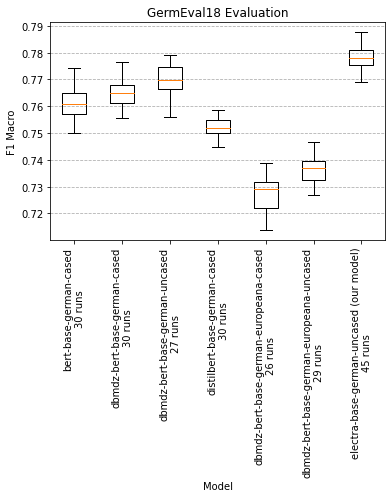 GermEval18 Evaluation
0.79
0.78
0.77
0.76
0.75
0.74
0.73
0.72
F1 Macro
bert-base-german-cased
30 runs
dbmdz-bert-base-german-cased
30 runs
dbmdz-bert-base-german-uncased
27 runs
distilbert-base-german-cased
30 runs
dbmdz-bert-base-german-europeana-cased
26 runs
dbmdz-bert-base-german-europeana-uncased
29 runs
electra-base-german-uncased (our model)
45 runs
Model